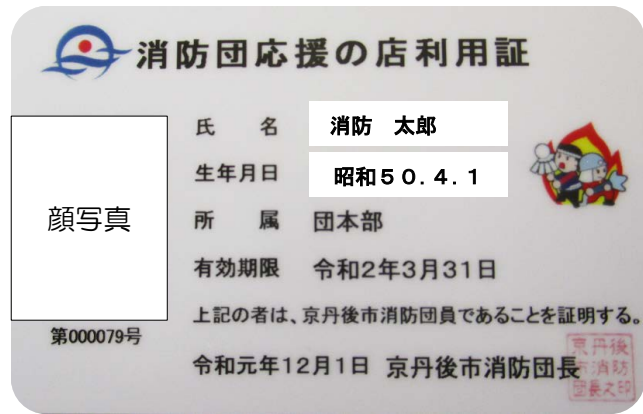 消防団応援の店利用証
氏 名 消防 太郎
生年月日 昭和50.4.1
顔写真
所 属 団本部
有効期限 令和2年3月31日
上記の者は、京丹後市消防団員であることを証明する。
第000079号
令和元年12月1日 京丹後市消防団長
京丹後
市消防
団長之印